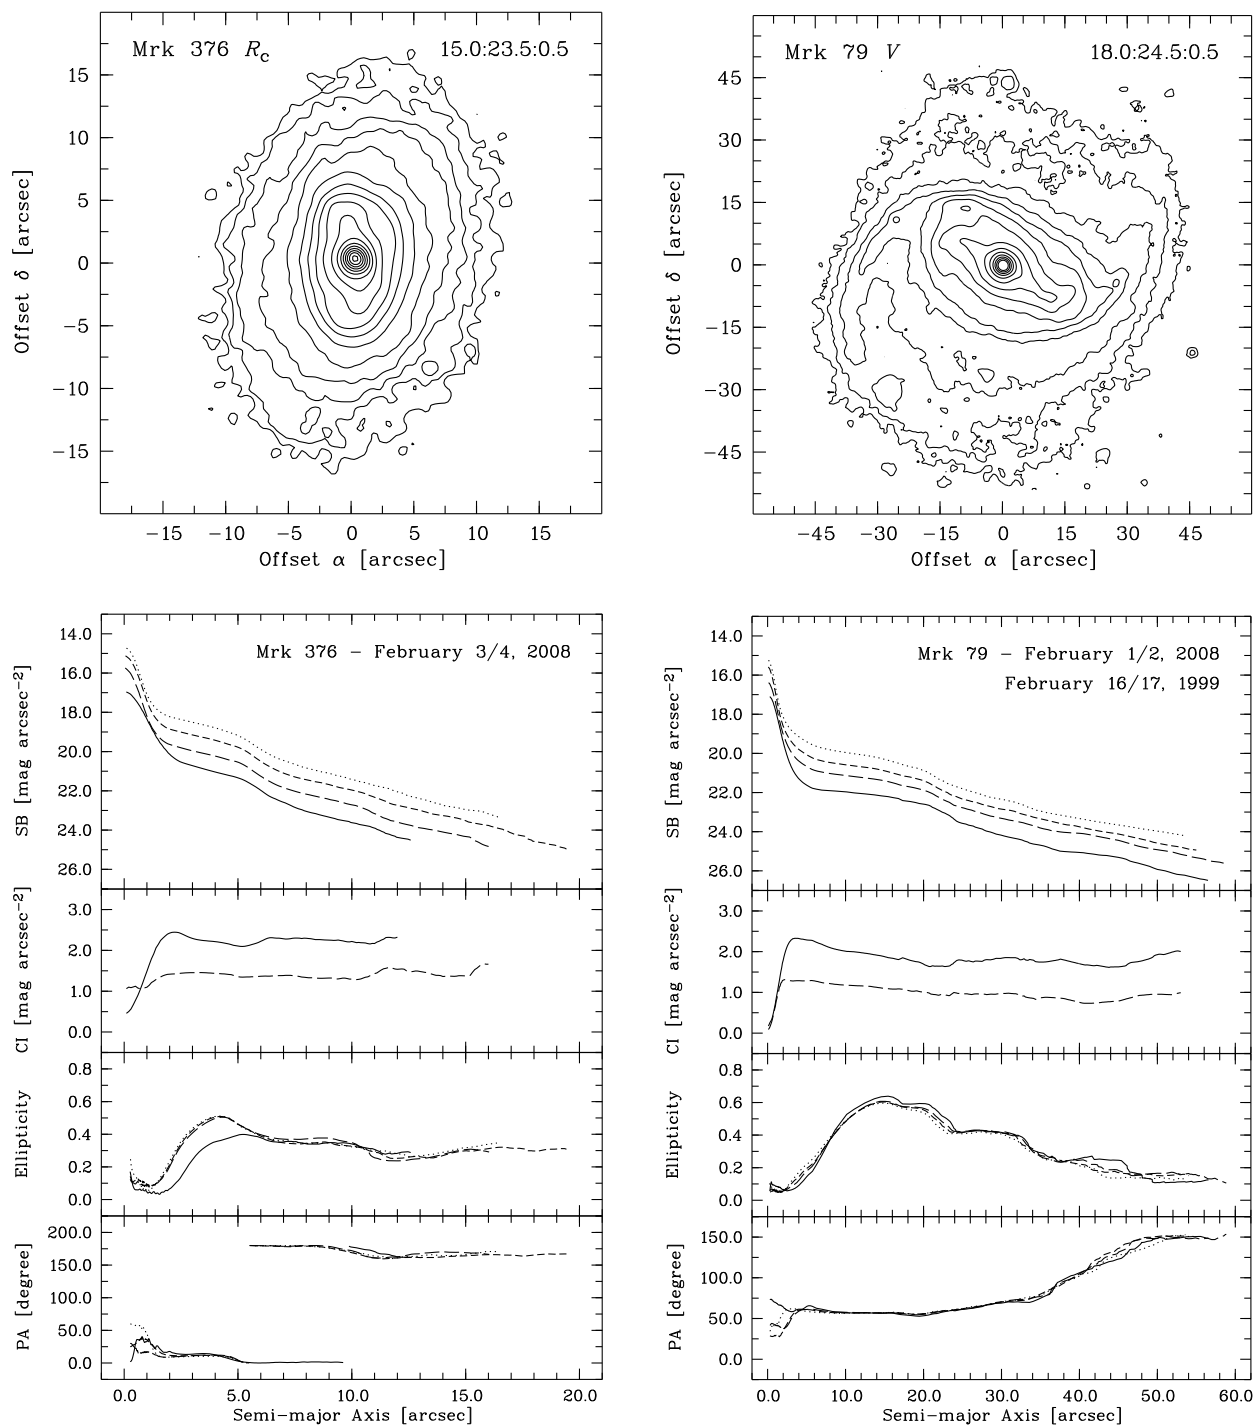 Mrk 376 Rc 15.0:23.5:0.5
15
10
5
0
−5
−10
−15
Offset δ [arcsec]
−15 −10 −5 0 5 10 15
Offset α [arcsec]
Mrk 79 V 18.0:24.5:0.5
45
30
15
0
−15
−30
−45
Offset δ [arcsec]
−45 −30 −15 0 15 30 45
Offset α [arcsec]
Mrk 376 − February 3/4, 2008
14.0
16.0
18.0
20.0
22.0
24.0
26.0
SB [mag arcsec−2]
3.0
2.0
1.0
0.0
CI [mag arcsec−2]
0.8
0.6
0.4
0.2
0.0
Ellipticity
200.0
150.0
100.0
50.0
0.0
PA [degree]
0.0 5.0 10.0 15.0 20.0
Semi-major Axis [arcsec]
Mrk 79 − February 1/2, 2008
February 16/17, 1999
14.0
16.0
18.0
20.0
22.0
24.0
26.0
SB [mag arcsec−2]
3.0
2.0
1.0
0.0
CI [mag arcsec−2]
0.8
0.6
0.4
0.2
0.0
Ellipticity
150.0
100.0
50.0
0.0
PA [degree]
0.0 10.0 20.0 30.0 40.0 50.0 60.0
Semi-major Axis [arcsec]